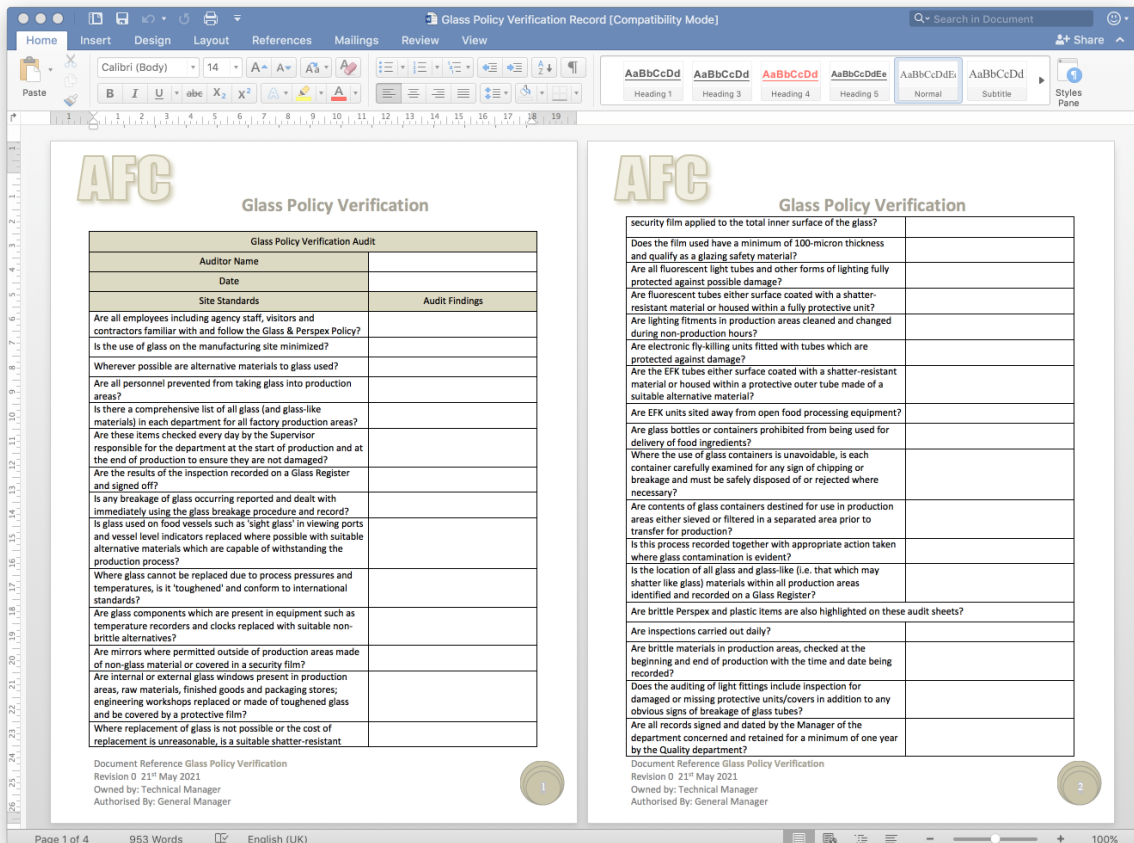 Glass Policy Verification Record [Compatibility Mode]
Search in Document
Home Insert Design Layout References Mailings Review View
Share
Paste
Calibri (Body) 14
AaBbCcDd AaBbCcDd AaBbCcDd AaBbCcDdEe AaBbCcDdEe AaBbCcDd
Heading 1 Heading 3 Heading 4 Heading 5 Normal Subtitle
Styles
Pane
AFC
Glass Policy Verification
Glass Policy Verification Audit
Auditor Name
Date
Site Standards Audit Findings
Are all employees including agency staff, visitors and
contractors familiar with and follow the Glass & Perspex Policy?
Is the use of glass on the manufacturing site minimized?
Wherever possible are alternative materials to glass used?
Are all personnel prevented from taking glass into production
areas?
Is there a comprehensive list of all glass (and glass-like
materials) in each department for all factory production areas?
Are these items checked every day by the Supervisor
responsible for the department at the start of production and at
the end of production to ensure they are not damaged?
Are the results of the inspection recorded on a Glass Register
and signed off?
Is any breakage of glass occurring reported and dealt with
immediately using the glass breakage procedure and record?
Is glass used on food vessels such as 'sight glass' in viewing ports
and vessel level indicators replaced where possible with suitable
alternative materials which are capable of withstanding the
production process?
Where glass cannot be replaced due to process pressures and
temperatures, is it 'toughened' and conform to international
standards?
Are glass components which are present in equipment such as
temperature recorders and clocks replaced with suitable non-
brittle alternatives?
Are mirrors where permitted outside of production areas made
of non-glass material or covered in a security film?
Are internal or external glass windows present in production
areas, raw materials, finished goods and packaging stores;
engineering workshops replaced or made of toughened glass
and be covered by a protective film?
Where replacement of glass is not possible or the cost of
replacement is unreasonable, is a suitable shatter-resistant
Document Reference Glass Policy Verification
Revision 0 21st May 2021
Owned by: Technical Manager
Authorised By: General Manager
1
AFC
Glass Policy Verification
security film applied to the total inner surface of the glass?
Does the film used have a minimum of 100-micron thickness
and qualify as a glazing safety material?
Are all fluorescent light tubes and other forms of lighting fully
protected against possible damage?
Are fluorescent tubes either surface coated with a shatter-
resistant material or housed within a fully protective unit?
Are lighting fitments in production areas cleaned and changed
during non-production hours?
Are electronic fly-killing units fitted with tubes which are
protected against damage?
Are the EFK tubes either surface coated with a shatter-resistant
material or housed within a protective outer tube made of a
suitable alternative material?
Are EFK units sited away from open food processing equipment?
Are glass bottles or containers prohibited from being used for
delivery of food ingredients?
Where the use of glass containers is unavoidable, is each
container carefully examined for any sign of chipping or
breakage and must be safely disposed of or rejected where
necessary?
Are contents of glass containers destined for use in production
areas either sieved or filtered in a separated area prior to
transfer for production?
Is this process recorded together with appropriate action taken
where glass contamination is evident?
Is the location of all glass and glass-like (i.e. that which may
shatter like glass) materials within all production areas
identified and recorded on a Glass Register?
Are brittle Perspex and plastic items are also highlighted on these audit sheets?
Are inspections carried out daily?
Are brittle materials in production areas, checked at the
beginning and end of production with the time and date being
recorded?
Does the auditing of light fittings include inspection for
damaged or missing protective units/covers in addition to any
obvious signs of breakage of glass tubes?
Are all records signed and dated by the Manager of the
department concerned and retained for a minimum of one year
by the Quality department?
Document Reference Glass Policy Verification
Revision 0 21st May 2021
Owned by: Technical Manager
Authorised By: General Manager
2
Page 1 of 4 953 Words English (UK) 100%